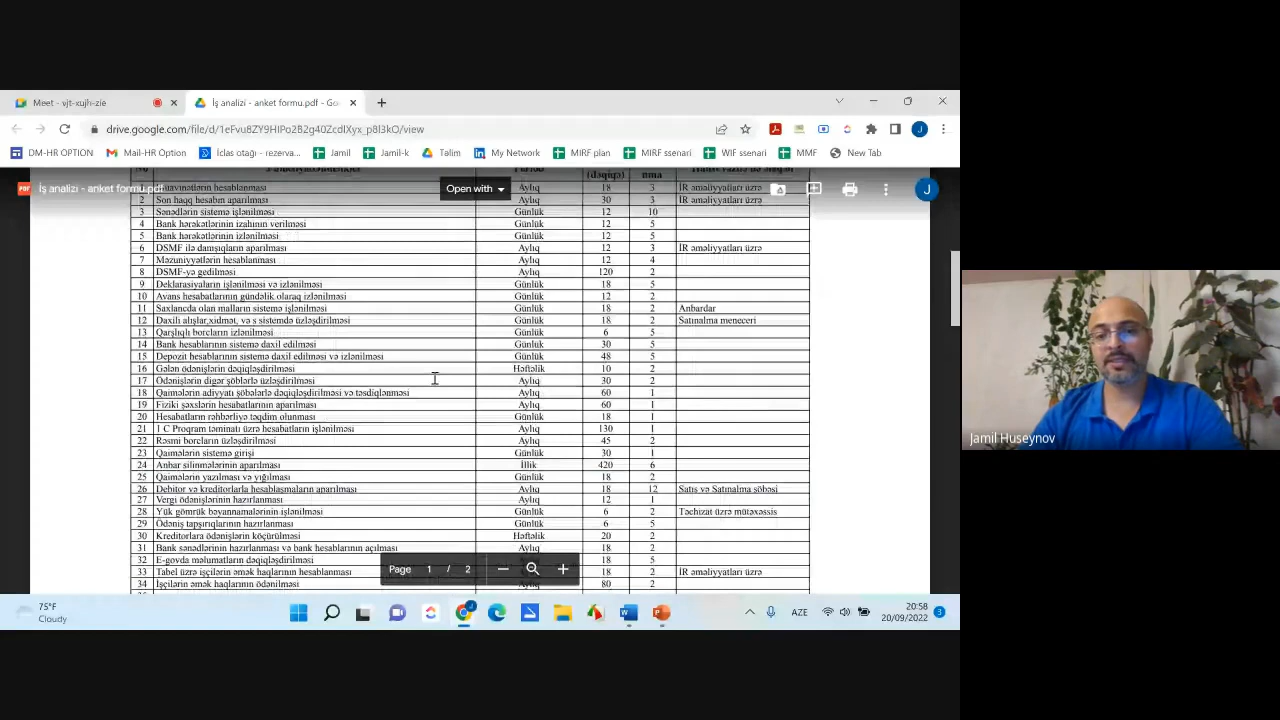 Meet - vjt-xujh-zie
İş analizi - anket formu.pdf - Go
drive.google.com/file/d/1eFvu8ZY9HIPo2B2g40ZcdIXyx_p8l3kO/view
DM-HR OPTION Mail-HR Option İclas otağı - rezerva... Jamil Jamil-k Təlim My Network MIRF plan MIRF ssenari WIF ssenari MMF New Tab
(dəqiqə) nma
PDF İş analizi - anket formu.pdf Open with J
hesablanması Aylıq 18 3 İR əməliyyatları üzrə
2 Son haqq hesabın aparılması Aylıq 30 3 İR əməliyyatları üzrə
3 Sənədlərin sistemə işlənilməsi Günlük 12 10
4 Bank hərəkətlərinin izahının verilməsi Günlük 12 5
5 Bank hərəkətlərinin izlənilməsi Günlük 12 5
6 DSMF ilə danışıqların aparılması Aylıq 12 3 İR əməliyyatları üzrə
7 Məzuniyyətlərin hesablanması Aylıq 12 4
8 DSMF-yə gedilməsi Aylıq 120 2
9 Deklarasiyaların işlənilməsi və izlənilməsi Günlük 18 5
10 Avans hesabatlarının gündəlik olaraq izlənilməsi Günlük 12 2
11 Saxlancda olan malların sistemə işlənilməsi Günlük 18 2 Anbardar
12 Daxili alışlar,xidmət, və s sistemdə üzləşdirilməsi Günlük 18 2 Satınalma meneceri
13 Qarşılıqlı borcların izlənilməsi Günlük 6 5
14 Bank hesablarının sistemə daxil edilməsi Günlük 30 5
15 Depozit hesablarının sistemə daxil edilməsi və izlənilməsi Günlük 48 5
16 Gələn ödənişlərin dəqiqləşdirilməsi Həftəlik 10 2
17 Ödənişlərin digər şöblərlə üzləşdirilməsi Aylıq 30 2
18 Qaimələrin adiyyatı şöbələrlə dəqiqləşdirilməsi və təsdiqlənməsi Aylıq 60 1
19 Fiziki şəxslərin hesabatlarının aparılması Aylıq 60 1
20 Hesabatların rəhbərliyə təqdim olunması Günlük 18 1
21 1 C Proqram təminatı üzrə hesabatların işlənilməsi Aylıq 130 1
22 Rəsmi borcların üzləşdirilməsi Aylıq 45 2
23 Qaimələrin sistemə girişi Günlük 30 1
24 Anbar silinmələrinin aparılması İllik 420 6
25 Qaimələrin yazılması və yığılması Günlük 18 2
26 Debitor və kreditorlarla hesablaşmaların aparılması Aylıq 18 12 Satış və Satınalma şöbəsi
27 Vergi ödənişlərinin hazırlanması Aylıq 12 1
28 Yük gömrük bəyannamələrinin işlənilməsi Günlük 6 2 Təchizat üzrə mütəxəssis
29 Ödəniş tapşırıqlarının hazırlanması Günlük 6 5
30 Kreditorlara ödənişlərin köçürülməsi Həftəlik 20 2
31 Bank sənədlərinin hazırlanması və bank hesablarının açılması Aylıq 18 2
32 E-govda məlumatların dəqiqləşdirilməsi 18 5
33 Tabel üzrə işçilərin əmək haqlarının hesablanması 18 2 İR əməliyyatları üzrə
34 İşçilərin əmək haqlarının ödənilməsi 80 2
Page 1 / 2
Jamil Huseynov
75°F
Cloudy
AZE
20:58
20/09/2022
3